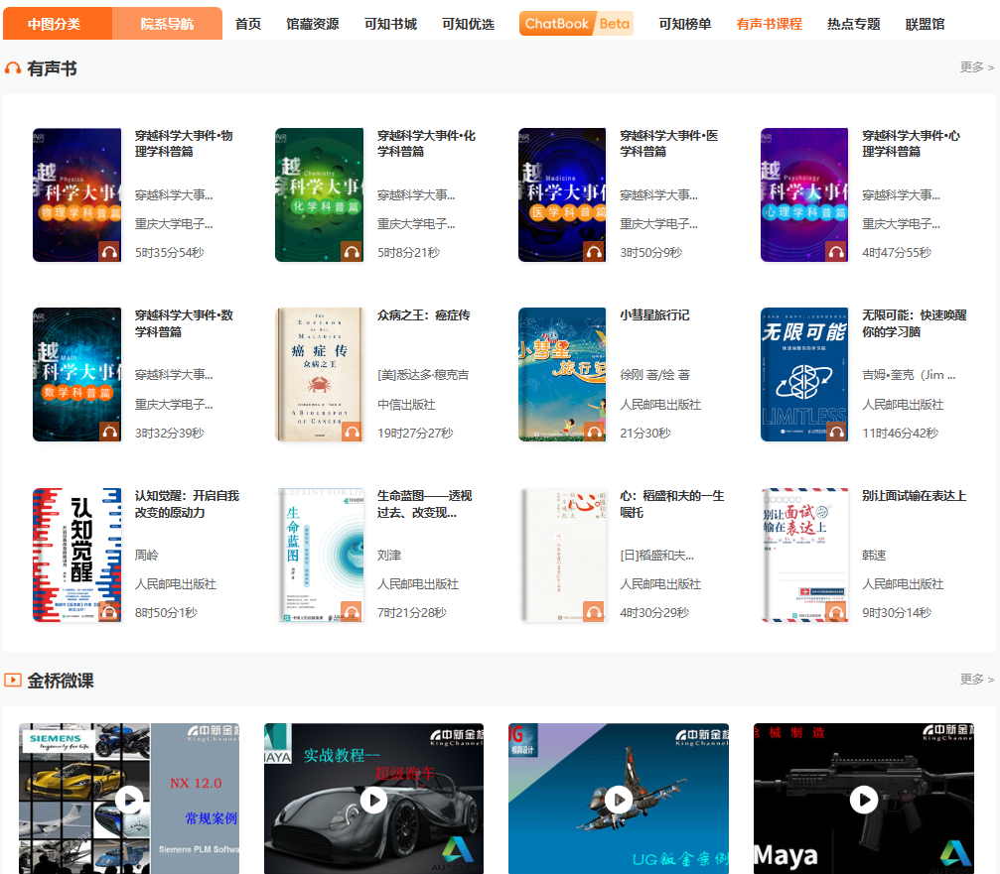 中图分类 院系导航 首页 馆藏资源 可知书城 可知优选 ChatBook Beta 可知榜单 有声书课程 热点专题 联盟馆
有声书 更多 >
穿越科学大事件•物
理学科普篇
穿越科学大事...
重庆大学电子...
5时35分54秒
穿越科学大事件•化
学科普篇
穿越科学大事...
重庆大学电子...
5时8分21秒
穿越科学大事件•医
学科普篇
穿越科学大事...
重庆大学电子...
3时50分9秒
穿越科学大事件•心
理学科普篇
穿越科学大事...
重庆大学电子...
4时47分55秒
越 Physics
科学大事件
物理学科普篇
越 Chemistry
科学大事件
化学科普篇
越 Medicine
科学大事件
医学科普篇
越 Psychology
科学大事件
心理学科普篇
穿越科学大事件•数
学科普篇
穿越科学大事...
重庆大学电子...
3时32分39秒
众病之王：癌症传
[美]悉达多·穆克吉
中信出版社
19时27分27秒
小彗星旅行记
徐刚 著/绘 著
人民邮电出版社
21分30秒
无限可能：快速唤醒
你的学习脑
吉姆•奎克（Jim ...
人民邮电出版社
11时46分42秒
越 Math
科学大事件
数学科普篇
THE
EMPEROR
OF ALL
MALADIES
癌症传
众病之王
A BIOGRAPHY
OF CANCER
小彗星
旅行记
无限可能
快速唤醒你的学习脑
LIMITLESS
认知觉醒：开启自我
改变的原动力
周岭
人民邮电出版社
8时50分1秒
生命蓝图——透视
过去、改变现...
刘津
人民邮电出版社
7时21分28秒
心：稻盛和夫的一生
嘱托
[日]稻盛和夫...
人民邮电出版社
4时30分29秒
别让面试输在表达上
韩速
人民邮电出版社
9时30分14秒
认知觉醒
开启自我改变的原动力
BLUEPRINT FOR LIFE
生命蓝图
心。
别让面试
输在表达上
金桥微课 更多 >
SIEMENS
Ingenuity for life
中新金桥
KingChannel
NX 12.0
常规案例
Siemens PLM Softwa
MAYA
实战教程--
超级跑车
中新金桥
KingChannel
AUTODE
UG
模具设计
中新金桥
KingChannel
UG钣金案例
机械制造
中新金桥
KingChannel
Maya